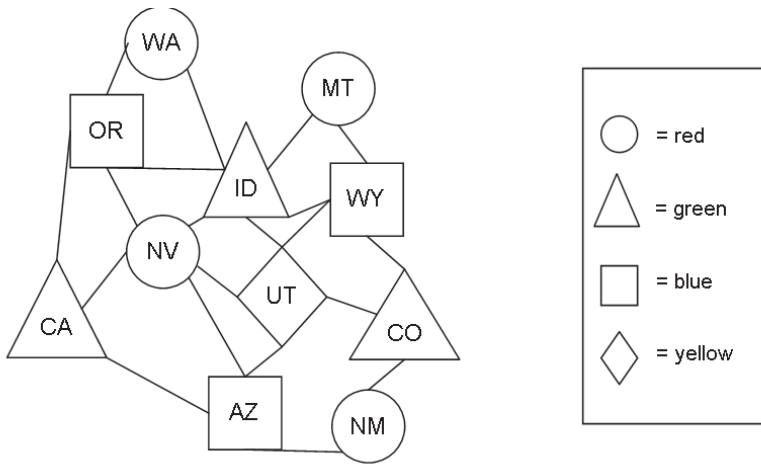 WA
MT
OR
ID
WY
NV
UT
CA
CO
AZ
NM
= red
= green
= blue
= yellow